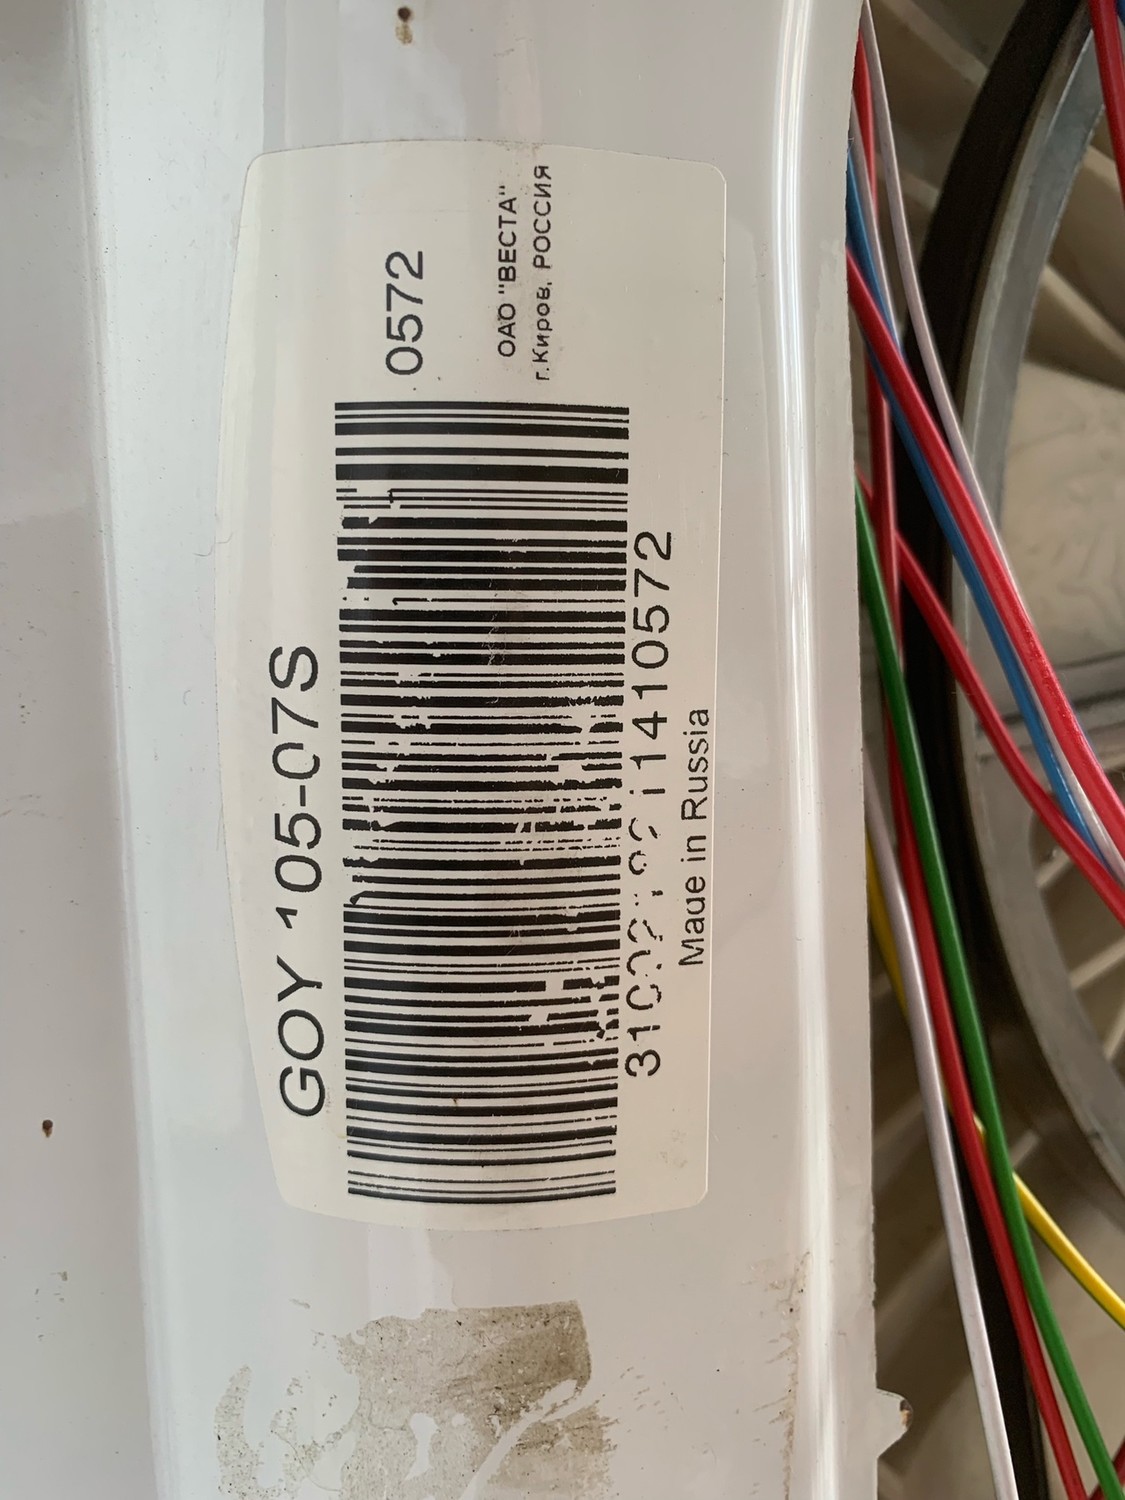 GOY 105-07S
0572
ОАО "ВЕСТА"
г.Киров, РОССИЯ
Made in Russia